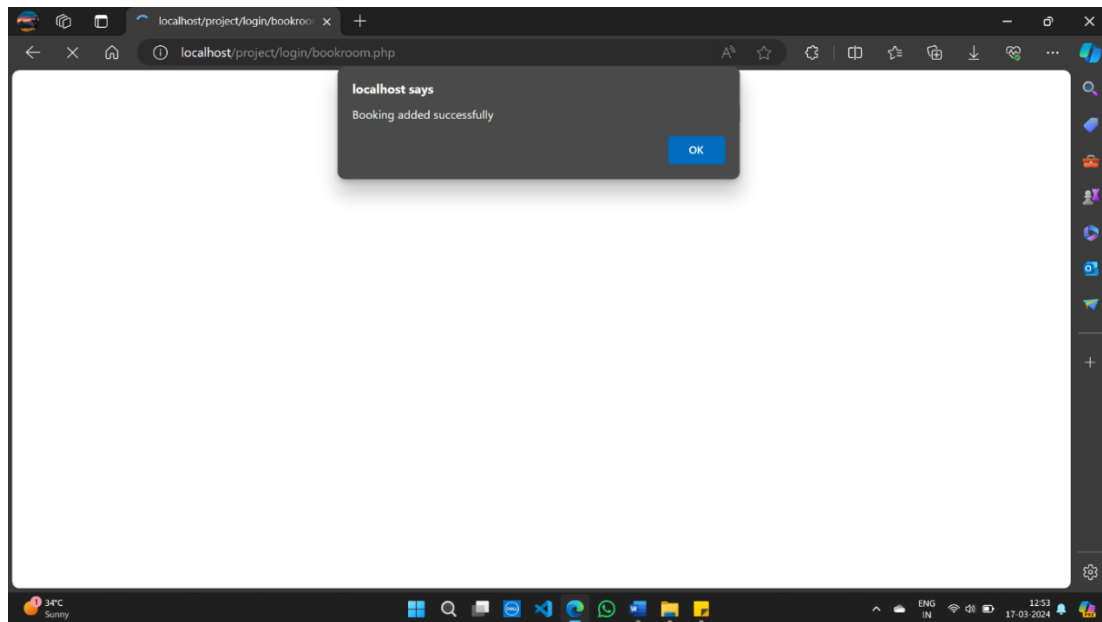 localhost/project/login/bookroo
localhost/project/login/bookroom.php
localhost says
Booking added successfully
OK
34°C
Sunny
ENG
IN
12:53
17-03-2024